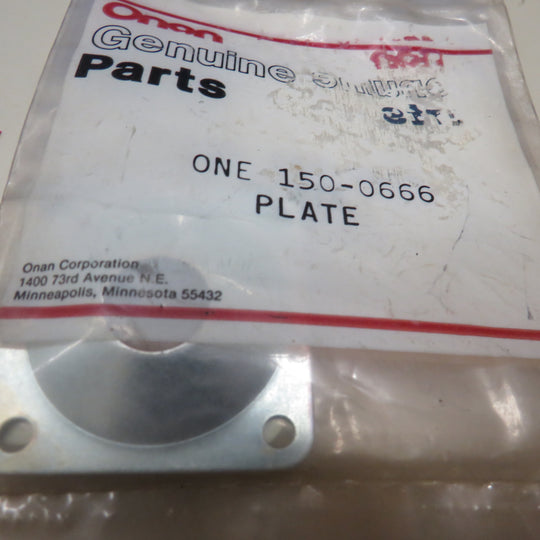 Onan
Genuine
Parts
ONE 150-0666
PLATE
Onan Corporation
1400 73rd Avenue N.E.
Minneapolis, Minnesota 55432